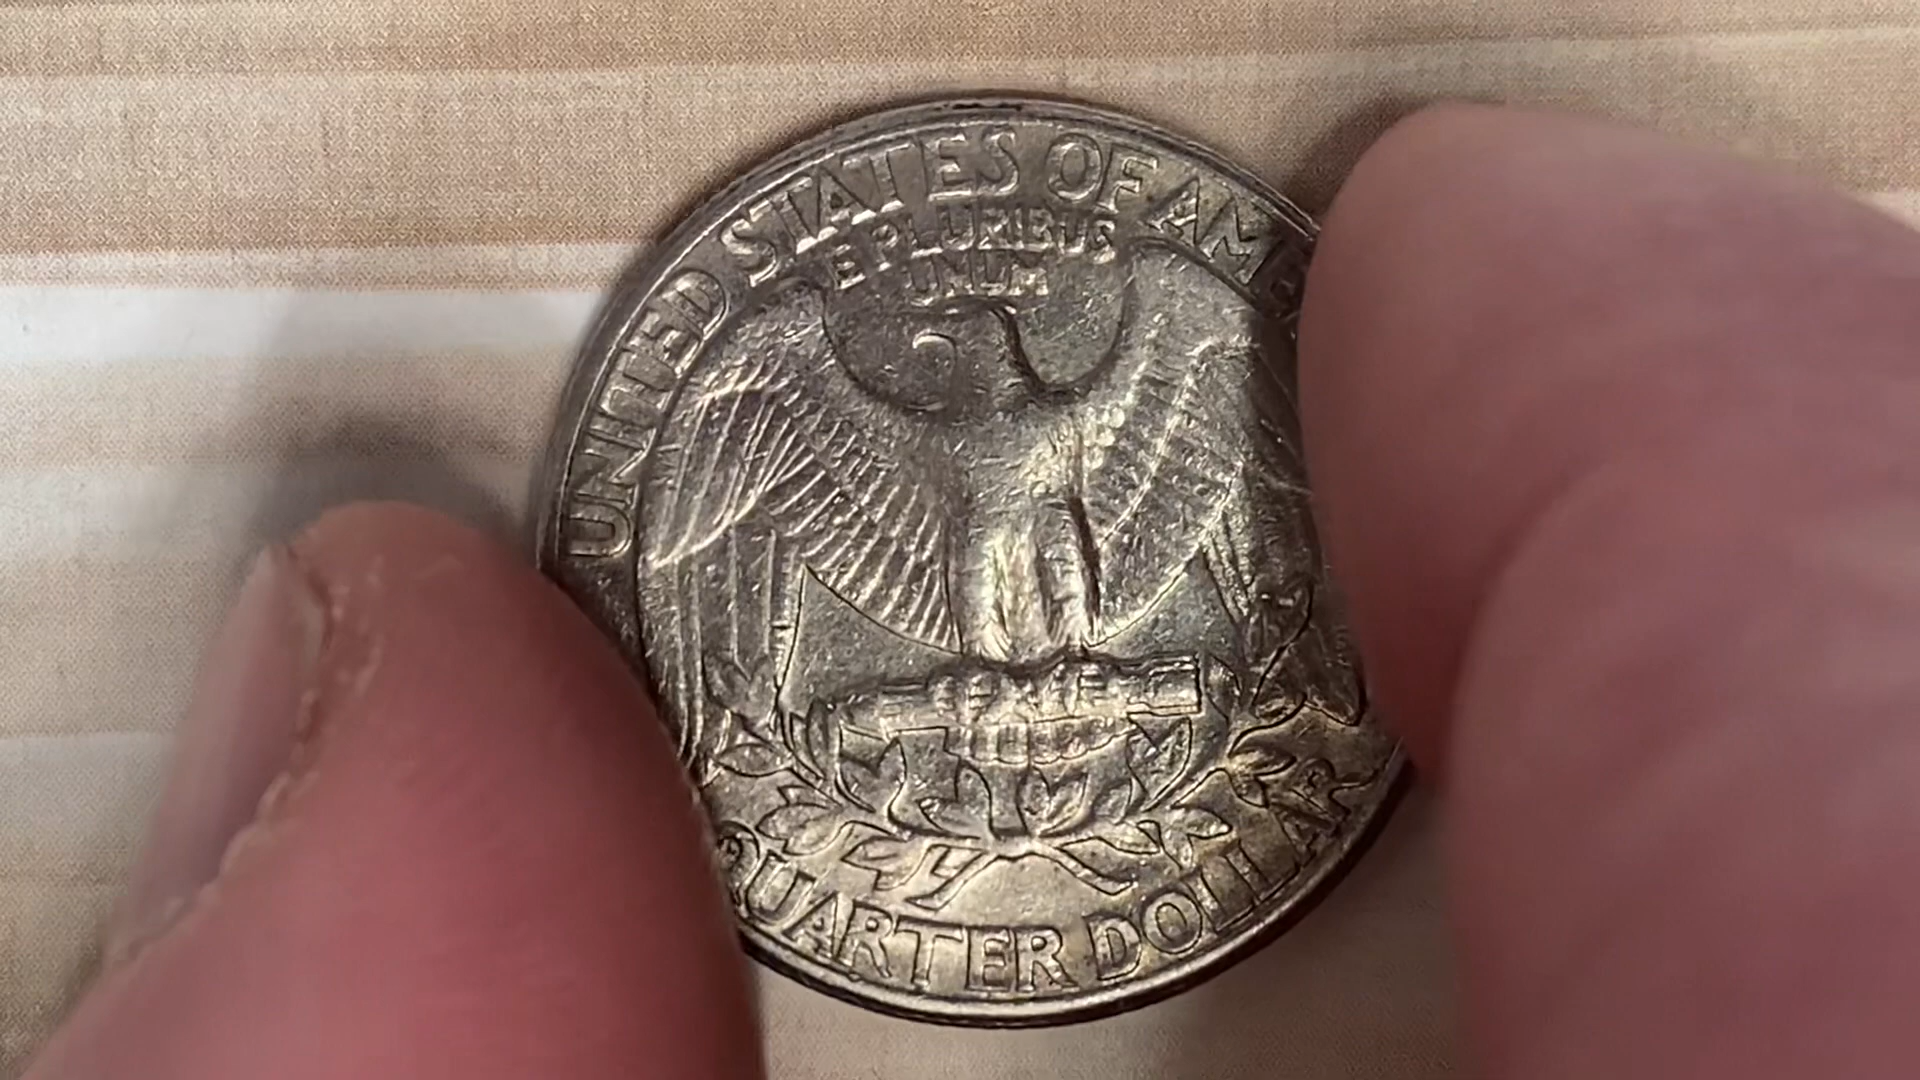 UNITED STATES OF AM
E PLURIBUS
UNUM
QUARTER DOLLAR